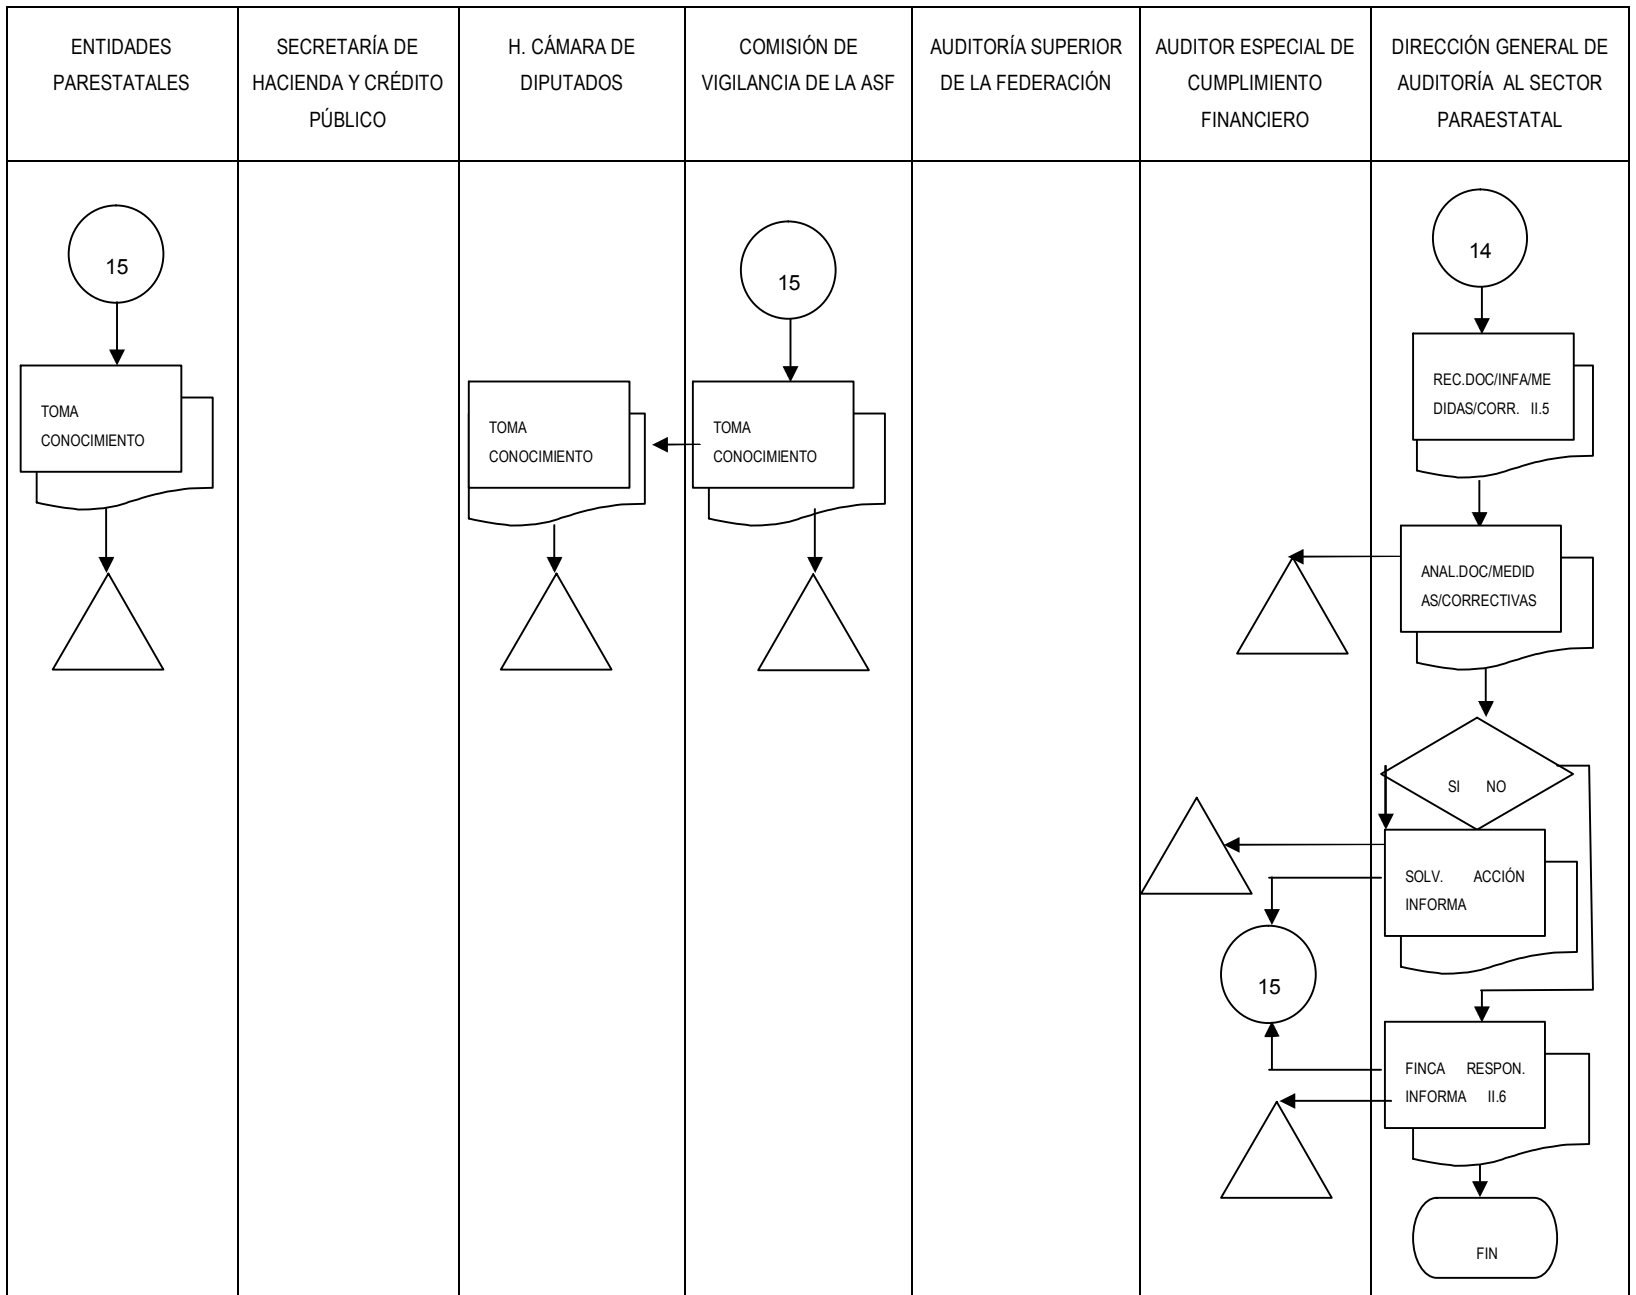 ENTIDADES
PARESTATALES
SECRETARÍA DE
HACIENDA Y CRÉDITO
PÚBLICO
H. CÁMARA DE
DIPUTADOS
COMISIÓN DE
VIGILANCIA DE LA ASF
AUDITORÍA SUPERIOR
DE LA FEDERACIÓN
AUDITOR ESPECIAL DE
CUMPLIMIENTO
FINANCIERO
DIRECCIÓN GENERAL DE
AUDITORÍA AL SECTOR
PARAESTATAL
15
TOMA
CONOCIMIENTO
TOMA
CONOCIMIENTO
15
TOMA
CONOCIMIENTO
15
14
REC.DOC/INFA/ME
DIDAS/CORR. II.5
ANAL.DOC/MEDID
AS/CORRECTIVAS
SI NO
SOLV. ACCIÓN
INFORMA
FINCA RESPON.
INFORMA II.6
FIN